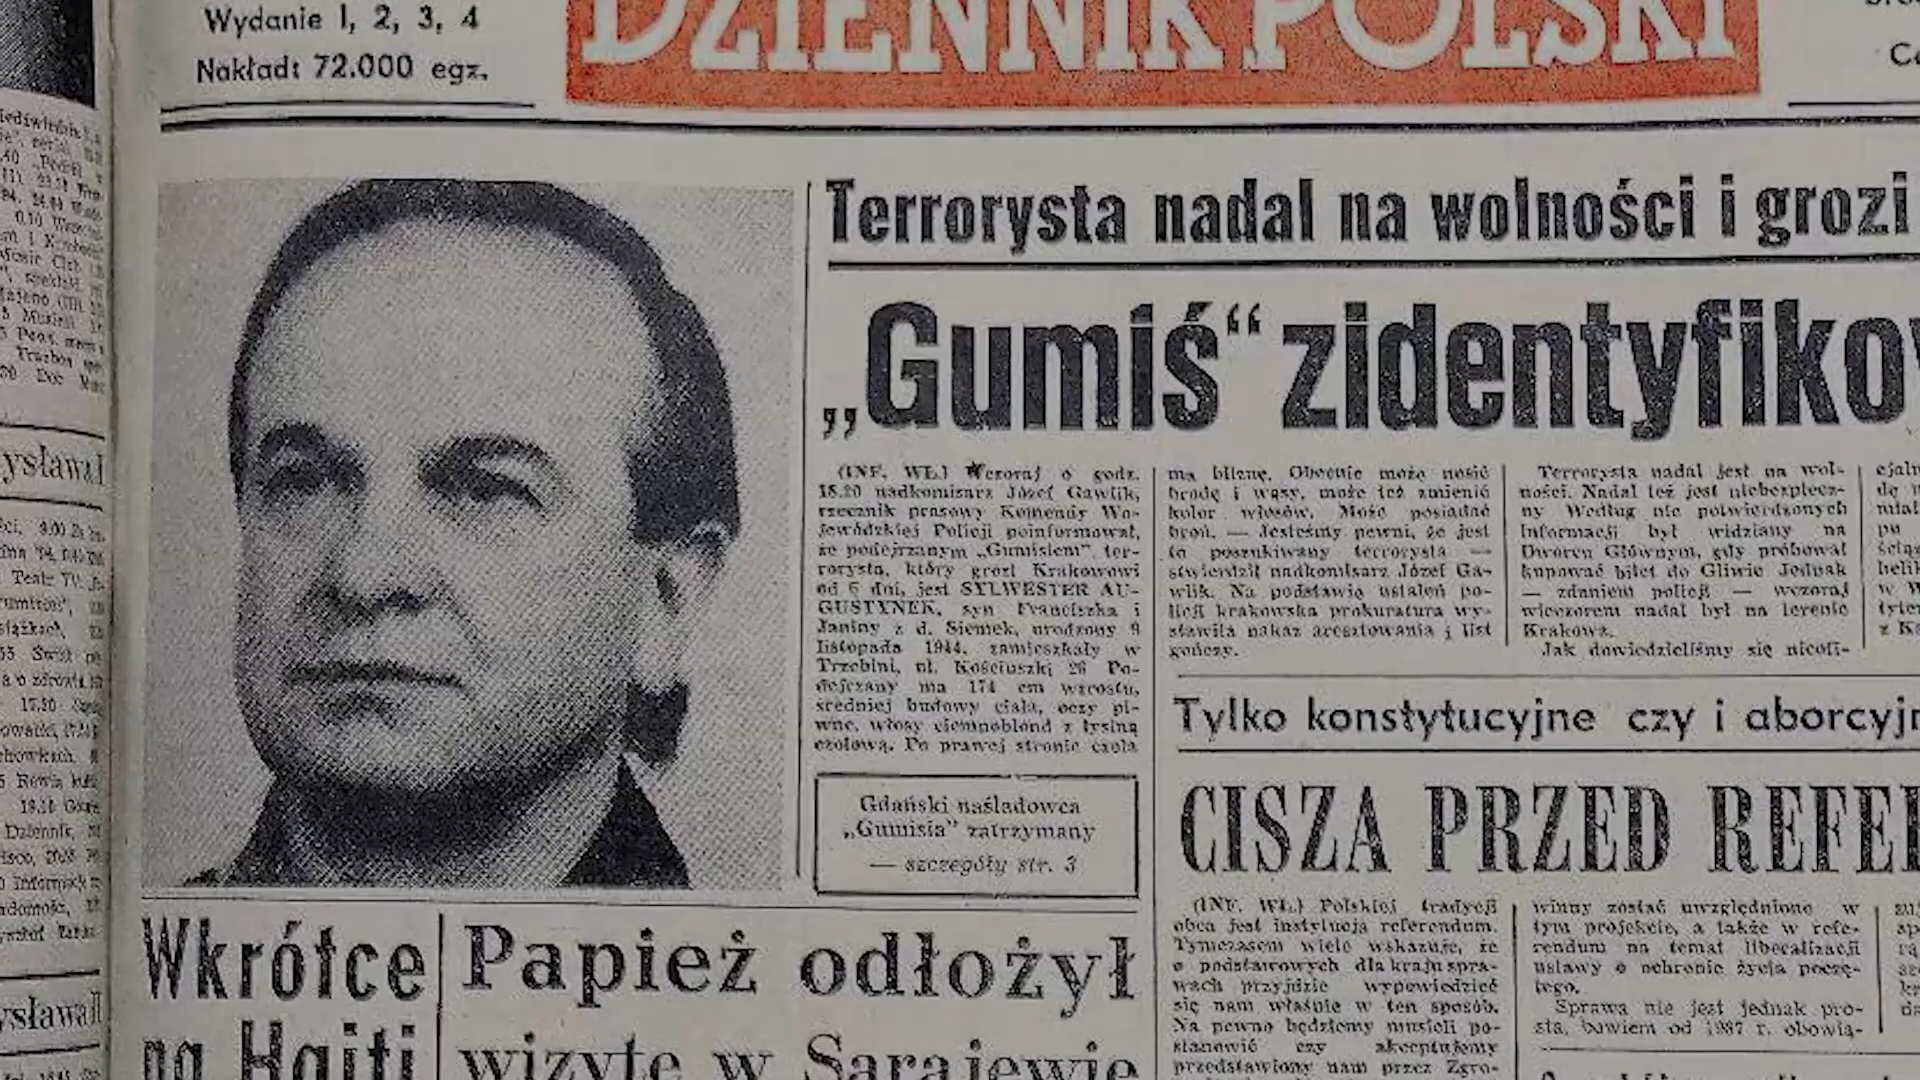 Wydanie 1, 2, 3, 4
Nakład: 72.000 egz.
DZIENNIK POLSKI
Terrorysta nadal na wolności i grozi
„Gumiś“ zidentyfikow
(INF. WŁ.) Wczoraj o godz.
18.20 nadkomisarz Józef Gawlik,
rzecznik prasowy Komendy Wo-
jewódzkiej Policji poinformował,
że podejrzanym „Gumisiem”, ter-
rorystą, który grozi Krakowowi
od 6 dni, jest SYLWESTER AU-
GUSTYNEK, syn Franciszka i
Janiny z d. Siemek, urodzony 9
listopada 1944, zamieszkały w
Trzebini, ul. Kościuszki 26 Po-
dejrzany ma 174 cm wzrostu,
średniej budowy ciała, oczy pi-
wne, włosy ciemnoblond z łysiną
czołową. Po prawej stronie czoła
ma bliznę. Obecnie może nosić
brodę i wąsy, może też zmienić
kolor włosów. Może posiadać
broń. — Jesteśmy pewni, że jest
to poszukiwany terrorysta —
stwierdził nadkomisarz Józef Ga-
wlik. Na podstawie ustaleń po-
licji krakowska prokuratura wy-
stawiła nakaz aresztowania i list
gończy.
Terrorysta nadal jest na wol-
ności. Nadal też jest niebezpiecz-
ny Według nie potwierdzonych
informacji był widziany na
Dworcu Głównym, gdy próbował
kupować bilet do Gliwic Jednak
— zdaniem policji — wczoraj
wieczorem nadal był na terenie
Krakowa.
Jak dowiedzieliśmy się nieofi-
Gdański naśladowca
„Gumisia” zatrzymany
— szczegóły str. 3
Tylko konstytucyjne czy i aborcyjn
CISZA PRZED REFE
(INF. WŁ.) Polskiej tradycji
obca jest instytucja referendum.
Tymczasem wiele wskazuje, że
o podstawowych dla kraju spra-
wach przyjdzie wypowiedzieć
się nam właśnie w ten sposób.
Na pewno będziemy musieli po-
stanowić czy akceptujemy
przedstawiony nam przez Zgro-
winny zostać uwzględnione w
tym projekcie, a także w refe-
rendum na temat liberalizacji
ustawy o ochronie życia poczę-
tego.
Sprawa nie jest jednak pro-
sta, bowiem od 1987 r. obowią-
Wkrótce
na Haiti
Papież odłożył
wizytę w Sarajewie